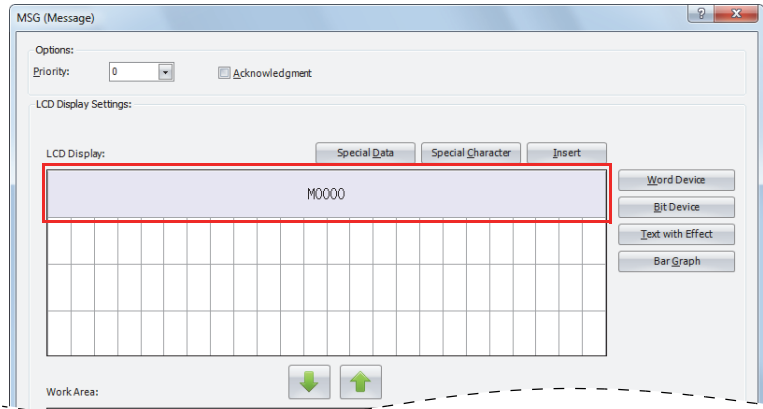 MSG (Message)
Options:
Priority: 0 Acknowledgment
LCD Display Settings:
LCD Display: Special Data Special Character Insert
M0000
Word Device
Bit Device
Text with Effect
Bar Graph
Work Area: